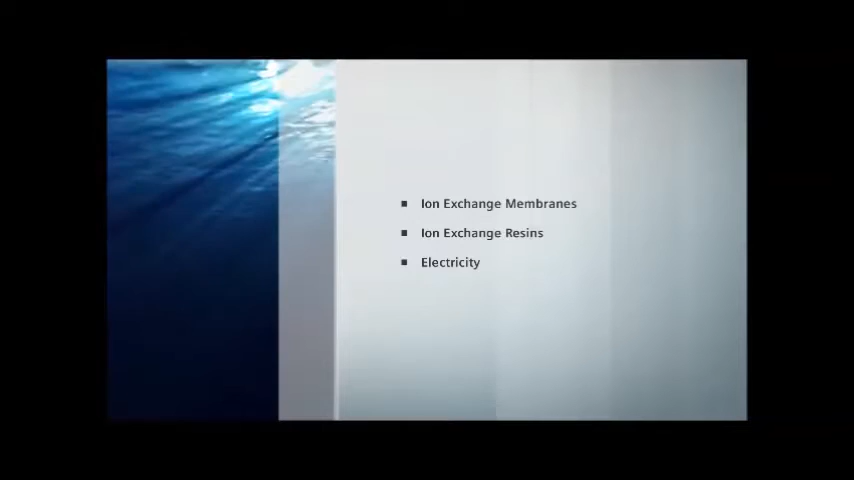 ▪ Ion Exchange Membranes
▪ Ion Exchange Resins
▪ Electricity